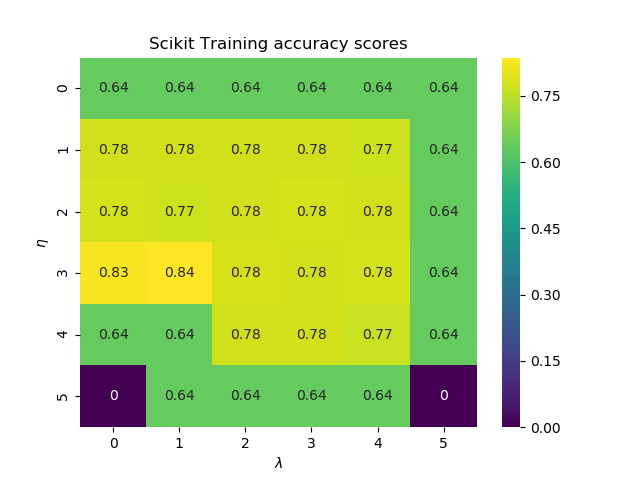 Scikit Training accuracy scores
0 0.64 0.64 0.64 0.64 0.64 0.64
1 0.78 0.78 0.78 0.78 0.77 0.64
2 0.78 0.77 0.78 0.78 0.78 0.64
η
3 0.83 0.84 0.78 0.78 0.78 0.64
4 0.64 0.64 0.78 0.78 0.77 0.64
5 0 0.64 0.64 0.64 0.64 0
0 1 2 3 4 5
λ
0.75
0.60
0.45
0.30
0.15
0.00